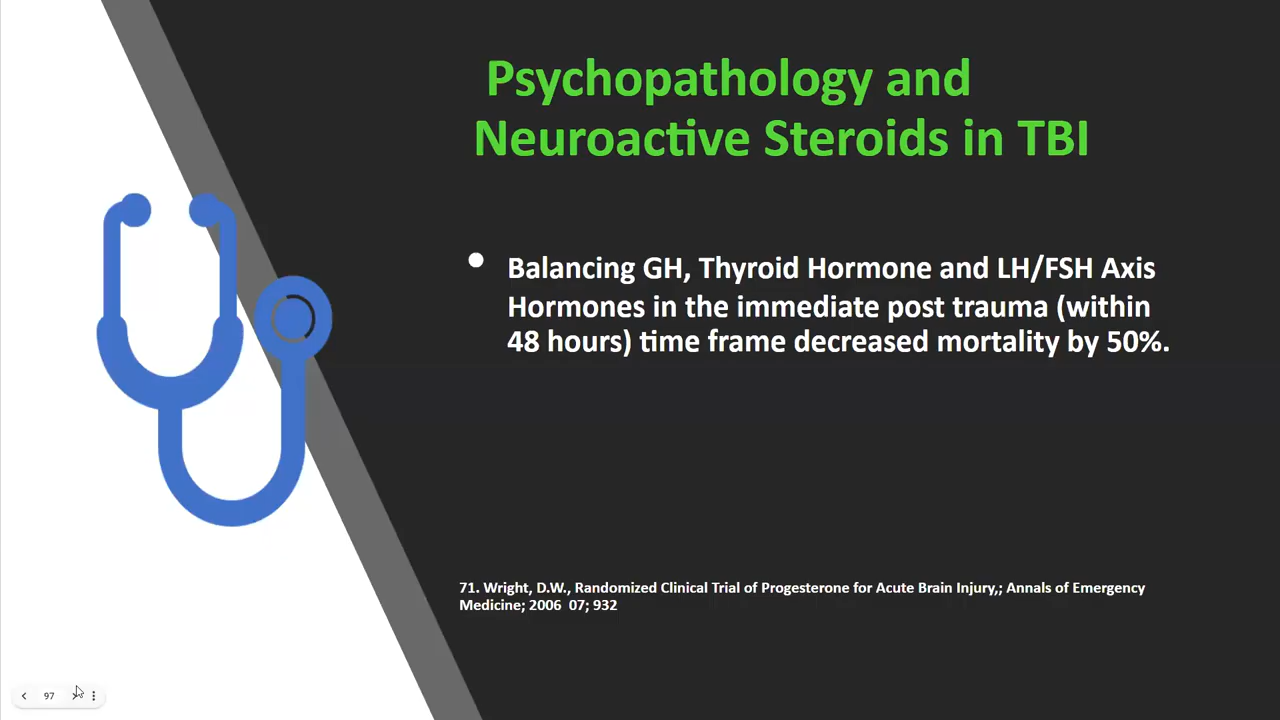 Psychopathology and
Neuroactive Steroids in TBI
• Balancing GH, Thyroid Hormone and LH/FSH Axis
Hormones in the immediate post trauma (within
48 hours) time frame decreased mortality by 50%.
71. Wright, D.W., Randomized Clinical Trial of Progesterone for Acute Brain Injury,; Annals of Emergency
Medicine; 2006 07; 932
97